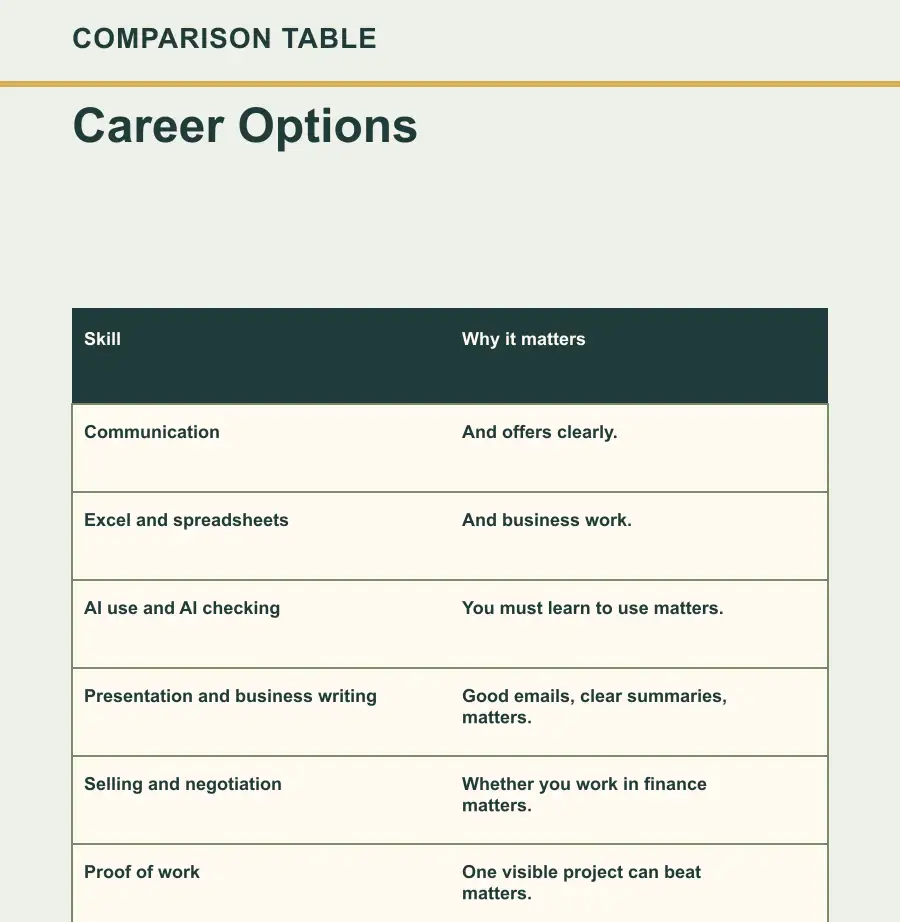 COMPARISON TABLE
Career Options
Skill
Why it matters
Communication
And offers clearly.
Excel and spreadsheets
And business work.
AI use and AI checking
You must learn to use matters.
Presentation and business writing
Good emails, clear summaries,
matters.
Selling and negotiation
Whether you work in finance
matters.
Proof of work
One visible project can beat
matters.